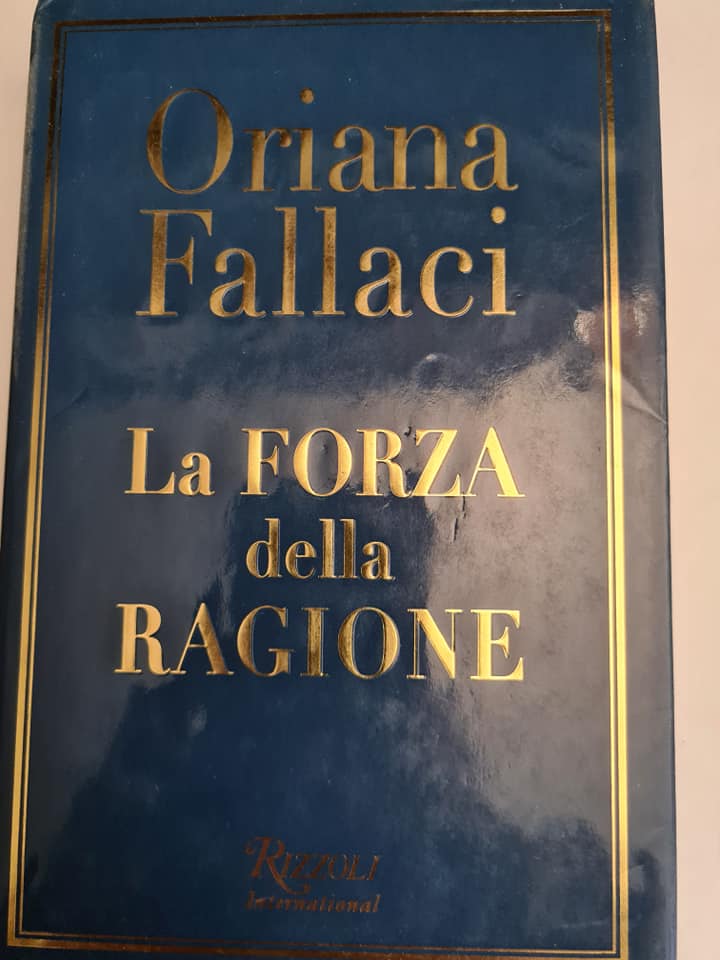 Oriana
Fallaci
La FORZA
della
RAGIONE
RIZZOLI
International